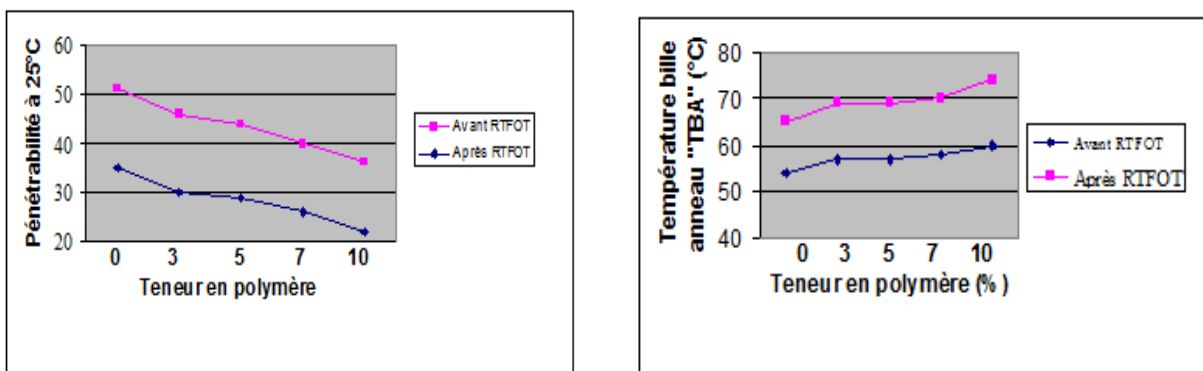 Pénétrabilité à 25°C
60
50
40
30
20
0 3 5 7 10
Teneur en polymère
Avant RTFOT
Après RTFOT
Température bille
anneau "TBA" (°C)
80
70
60
50
40
0 3 5 7 10
Teneur en polymère (% )
Avant RTFOT
Après RTFOT